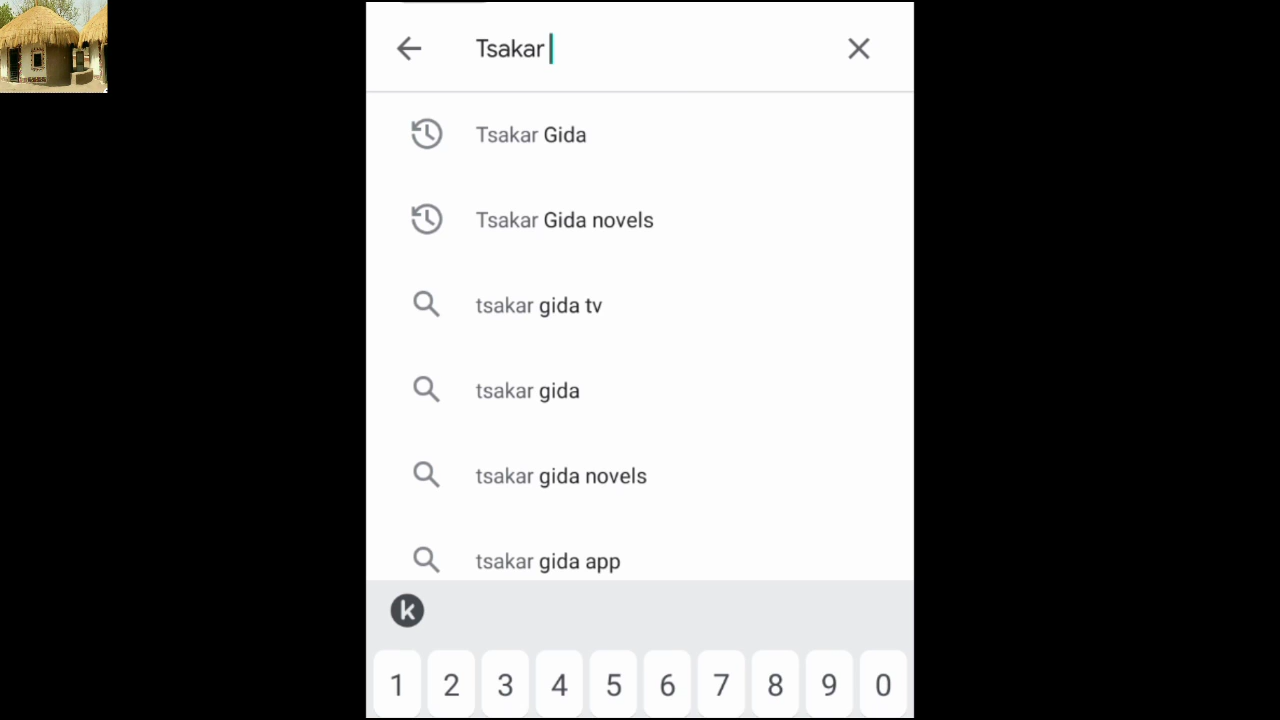 Tsakar
Tsakar Gida
Tsakar Gida novels
tsakar gida tv
tsakar gida
tsakar gida novels
tsakar gida app
k
1 2 3 4 5 6 7 8 9 0